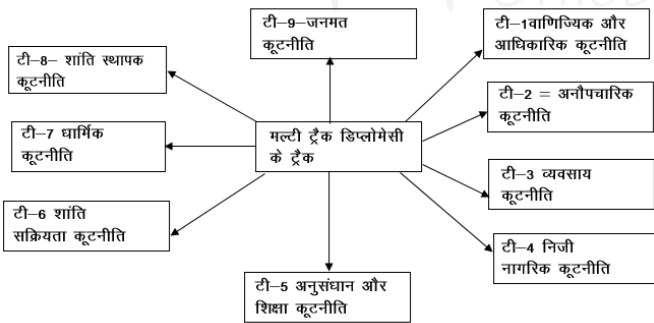 टी–9–जनमत
कूटनीति
टी–1वाणिज्यिक और
आधिकारिक कूटनीति
टी–8– शांति स्थापक
कूटनीति
टी–2 = अनौपचारिक
कूटनीति
टी–7 धार्मिक
कूटनीति
मल्टी ट्रैक डिप्लोमेसी
के ट्रैक
टी–3 व्यवसाय
कूटनीति
टी–6 शांति
सक्रियता कूटनीति
टी–4 निजी
नागरिक कूटनीति
टी–5 अनुसंधान और
शिक्षा कूटनीति